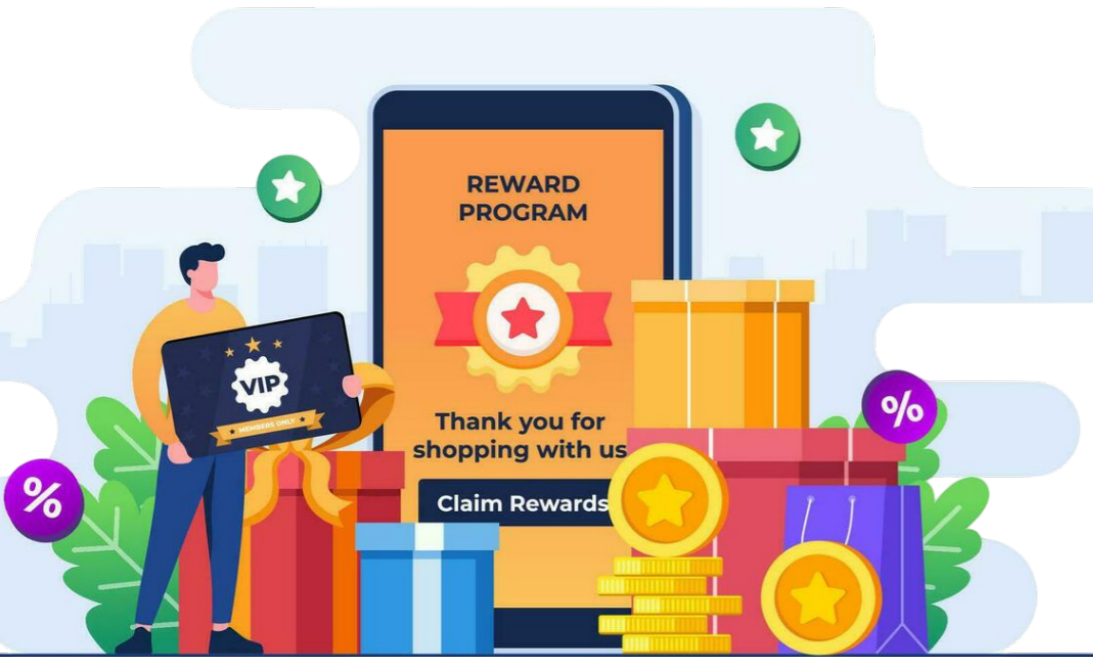 REWARD
PROGRAM
VIP
MEMBERS ONLY
Thank you for
shopping with us
Claim Rewards
%
%